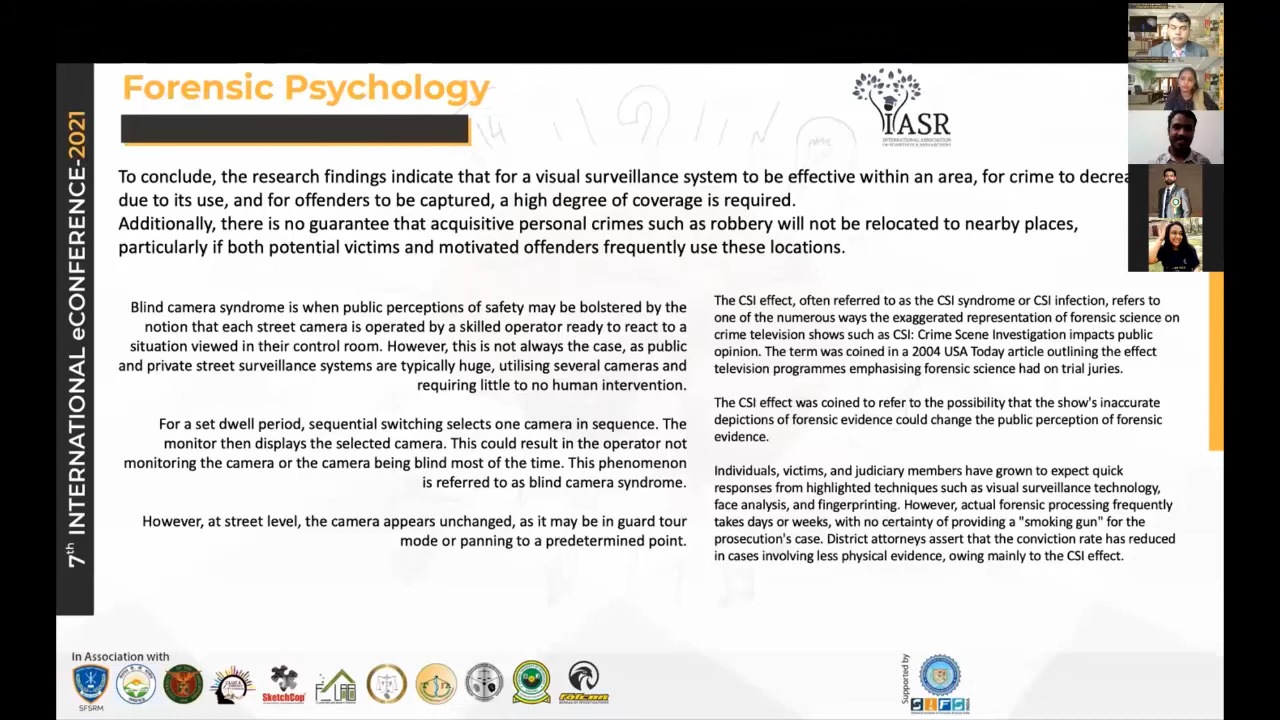 Forensic Psychology
IASR
INTERNATIONAL ASSOCIATION
7th INTERNATIONAL eCONFERENCE-2021
To conclude, the research findings indicate that for a visual surveillance system to be effective within an area, for crime to decrea
due to its use, and for offenders to be captured, a high degree of coverage is required.
Additionally, there is no guarantee that acquisitive personal crimes such as robbery will not be relocated to nearby places,
particularly if both potential victims and motivated offenders frequently use these locations.
Blind camera syndrome is when public perceptions of safety may be bolstered by the
notion that each street camera is operated by a skilled operator ready to react to a
situation viewed in their control room. However, this is not always the case, as public
and private street surveillance systems are typically huge, utilising several cameras and
requiring little to no human intervention.
For a set dwell period, sequential switching selects one camera in sequence. The
monitor then displays the selected camera. This could result in the operator not
monitoring the camera or the camera being blind most of the time. This phenomenon
is referred to as blind camera syndrome.
However, at street level, the camera appears unchanged, as it may be in guard tour
mode or panning to a predetermined point.
The CSI effect, often referred to as the CSI syndrome or CSI infection, refers to
one of the numerous ways the exaggerated representation of forensic science on
crime television shows such as CSI: Crime Scene Investigation impacts public
opinion. The term was coined in a 2004 USA Today article outlining the effect
television programmes emphasising forensic science had on trial juries.
The CSI effect was coined to refer to the possibility that the show's inaccurate
depictions of forensic evidence could change the public perception of forensic
evidence.
Individuals, victims, and judiciary members have grown to expect quick
responses from highlighted techniques such as visual surveillance technology,
face analysis, and fingerprinting. However, actual forensic processing frequently
takes days or weeks, with no certainty of providing a "smoking gun" for the
prosecution's case. District attorneys assert that the conviction rate has reduced
in cases involving less physical evidence, owing mainly to the CSI effect.
In Association with
SFSRM
SketchCop
falcon
Supported by
SIFS